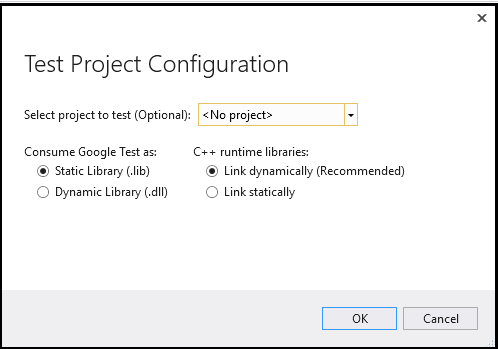 Test Project Configuration
Select project to test (Optional): <No project>
Consume Google Test as: C++ runtime libraries:
Static Library (.lib) Link dynamically (Recommended)
Dynamic Library (.dll) Link statically
OK Cancel